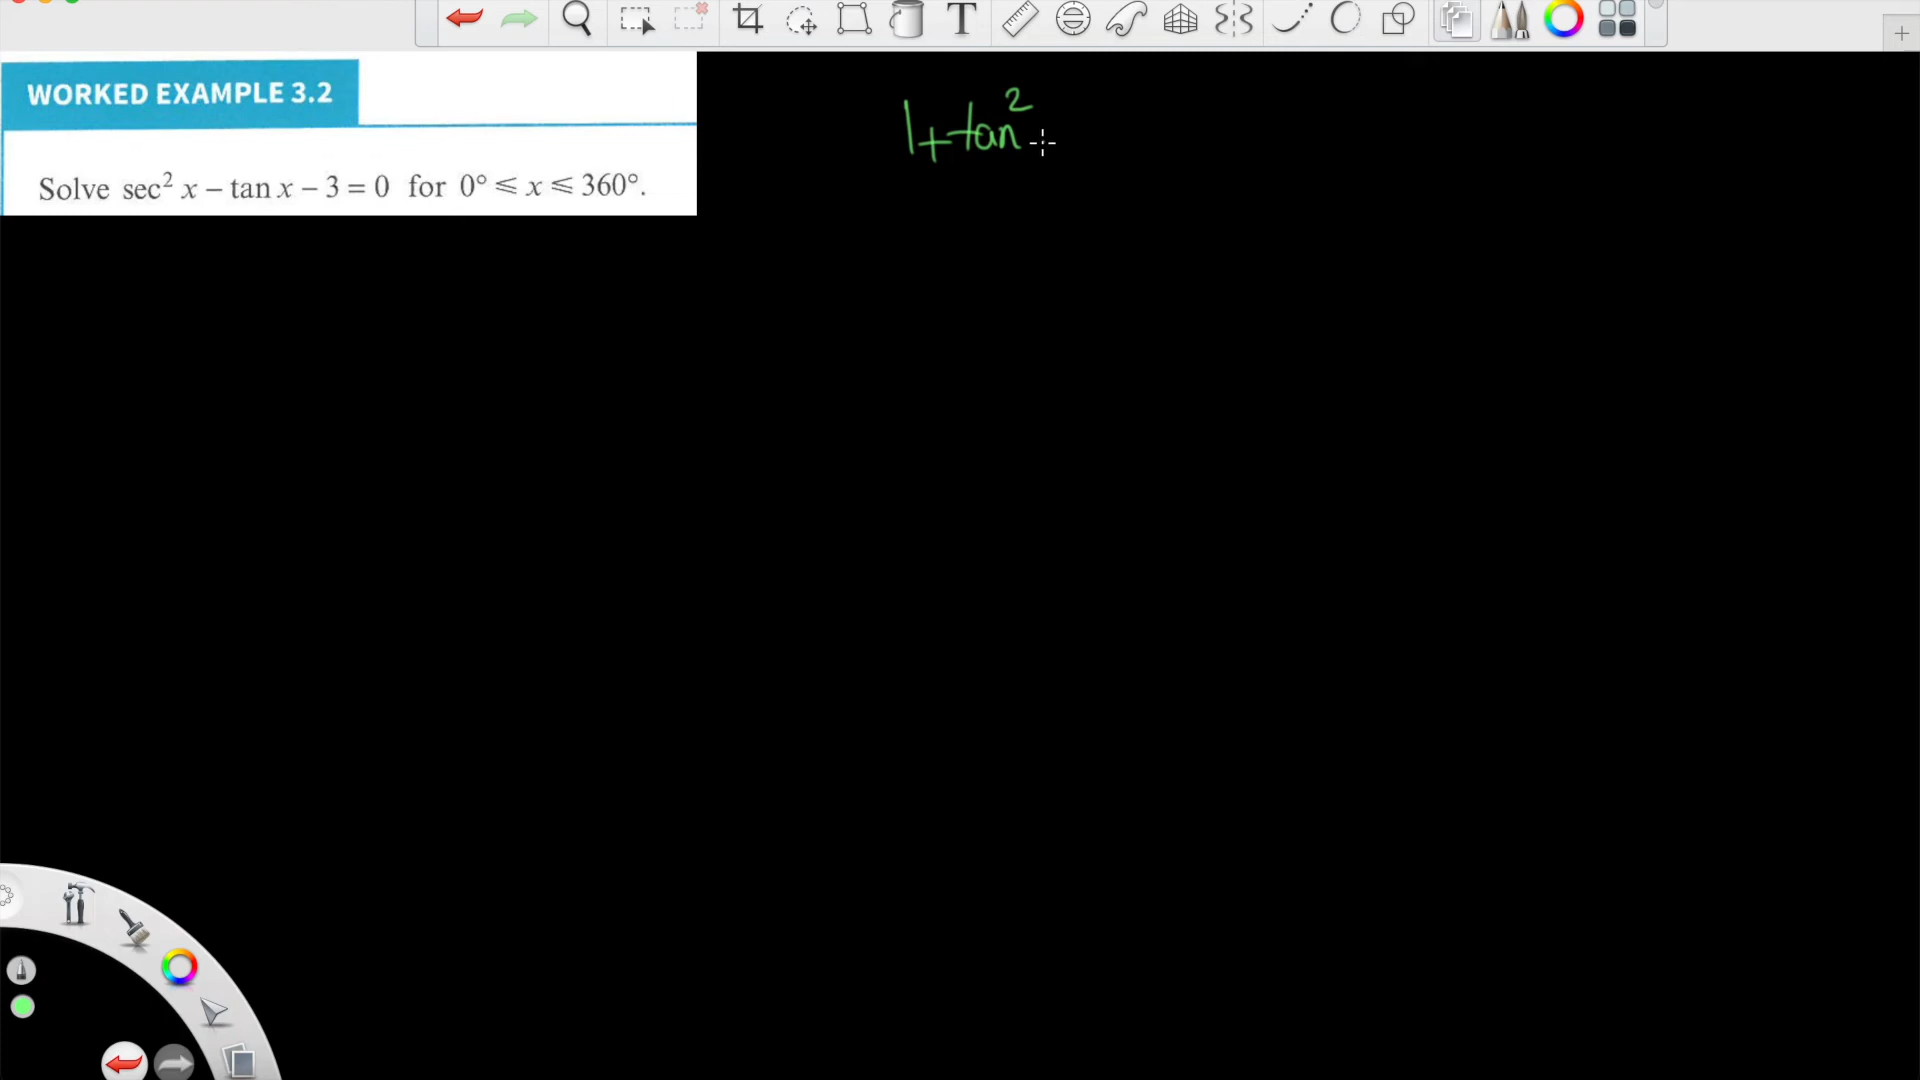 WORKED EXAMPLE 3.2
Solve sec² x − tan x − 3 = 0 for 0° ⩽ x ⩽ 360°.
1+tan²
T